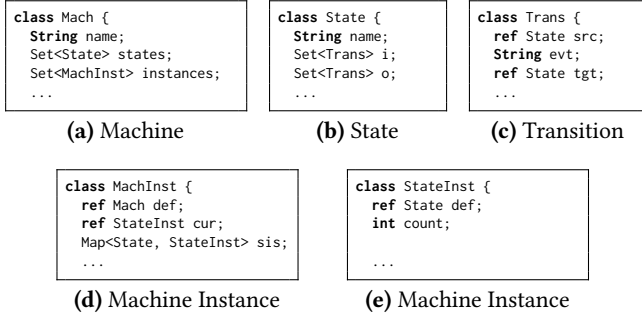 class Mach {
String name;
Set<State> states;
Set<MachInst> instances;
...
(a) Machine
class State {
String name;
Set<Trans> i;
Set<Trans> o;
...
(b) State
class Trans {
ref State src;
String evt;
ref State tgt;
...
(c) Transition
class MachInst {
ref Mach def;
ref StateInst cur;
Map<State, StateInst> sis;
...
(d) Machine Instance
class StateInst {
ref State def;
int count;
...
(e) Machine Instance